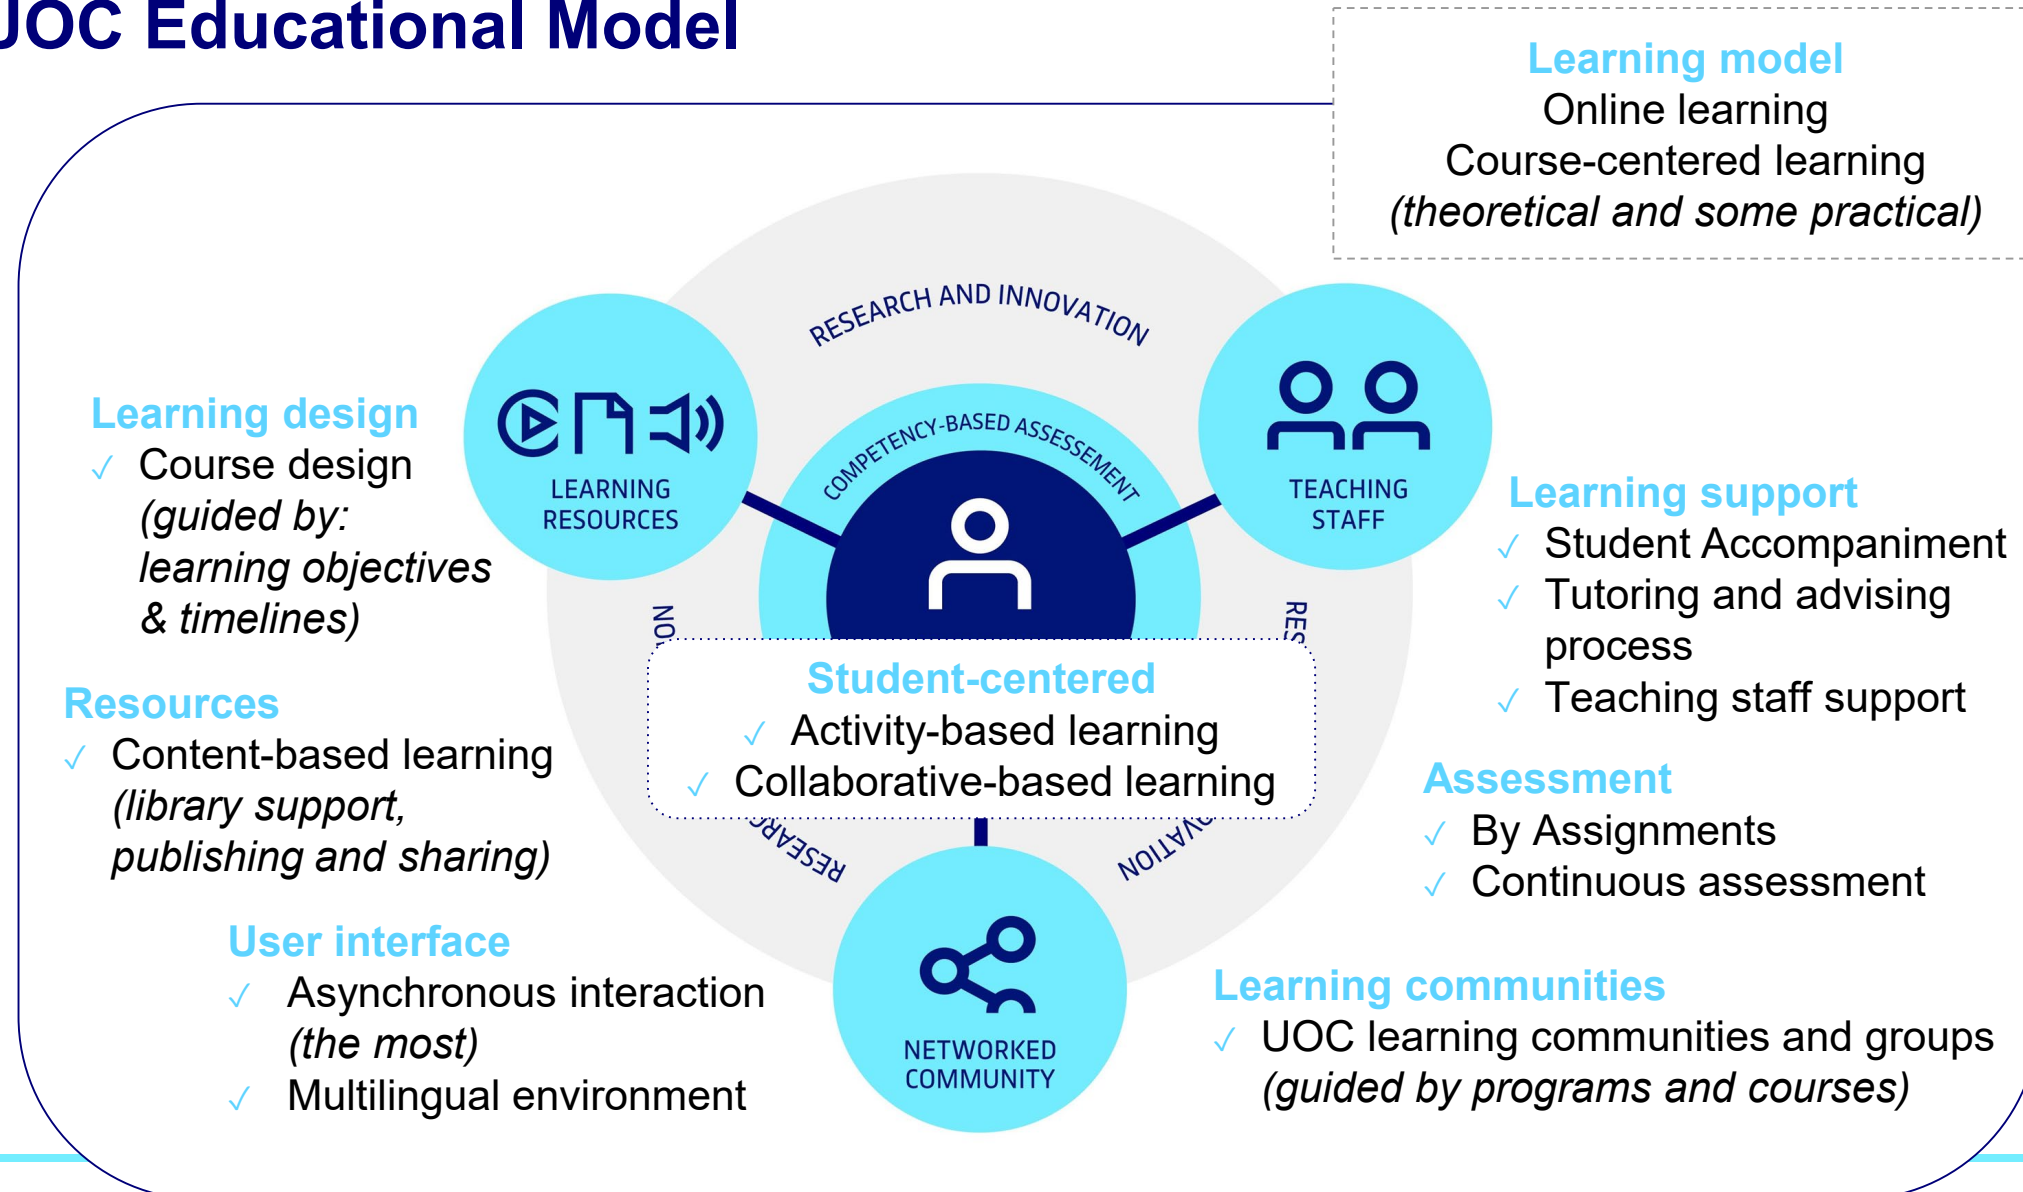 UOC Educational Model
Learning model
Online learning
Course-centered learning
(theoretical and some practical)
RESEARCH AND INNOVATION
COMPETENCY-BASED ASSESSMENT
LEARNING
RESOURCES
TEACHING
STAFF
Learning design
✓ Course design
(guided by:
learning objectives
& timelines)
Learning support
✓ Student Accompaniment
✓ Tutoring and advising
process
✓ Teaching staff support
Resources
✓ Content-based learning
(library support,
publishing and sharing)
Student-centered
✓ Activity-based learning
✓ Collaborative-based learning
Assessment
✓ By Assignments
✓ Continuous assessment
User interface
✓ Asynchronous interaction
(the most)
✓ Multilingual environment
NETWORKED
COMMUNITY
Learning communities
✓ UOC learning communities and groups
(guided by programs and courses)